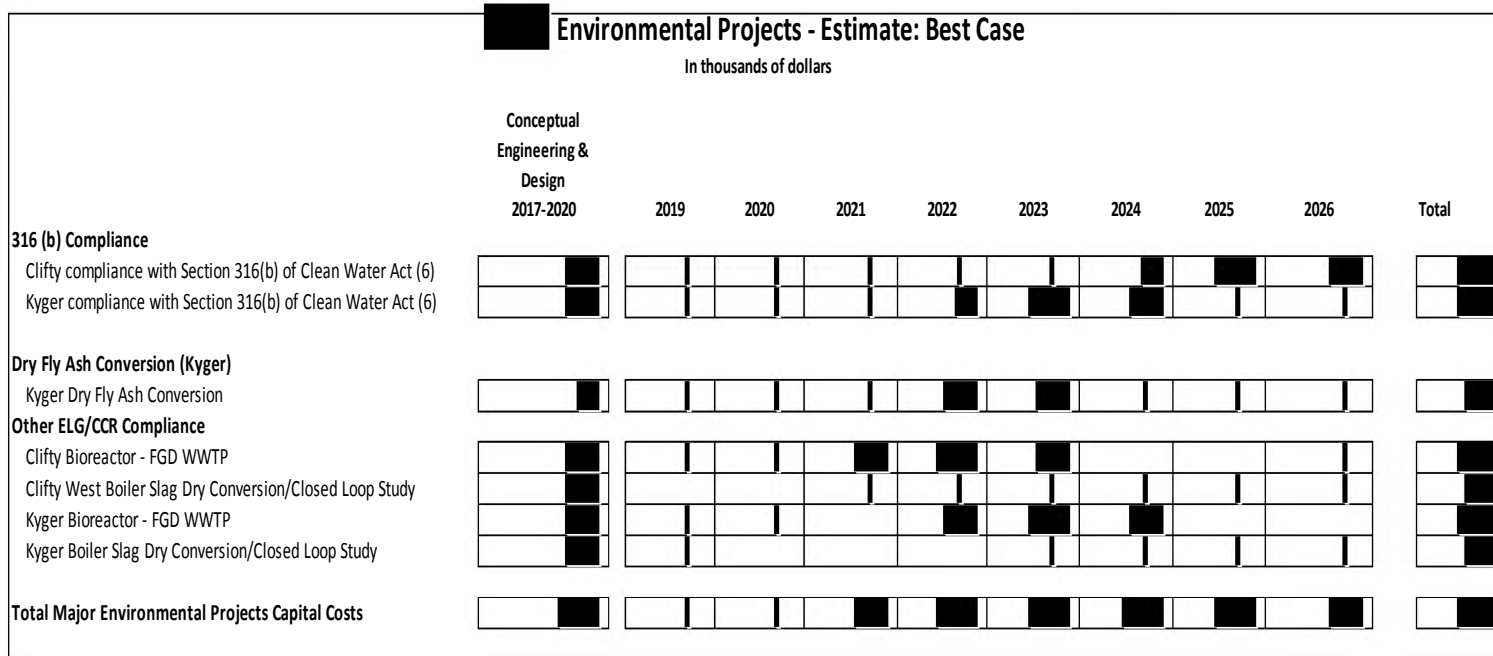 Environmental Projects - Estimate: Best Case
In thousands of dollars
Conceptual
Engineering &
Design
2017-2020 2019 2020 2021 2022 2023 2024 2025 2026 Total
316 (b) Compliance
Clifty compliance with Section 316(b) of Clean Water Act (6)
Kyger compliance with Section 316(b) of Clean Water Act (6)
Dry Fly Ash Conversion (Kyger)
Kyger Dry Fly Ash Conversion
Other ELG/CCR Compliance
Clifty Bioreactor - FGD WWTP
Clifty West Boiler Slag Dry Conversion/Closed Loop Study
Kyger Bioreactor - FGD WWTP
Kyger Boiler Slag Dry Conversion/Closed Loop Study
Total Major Environmental Projects Capital Costs